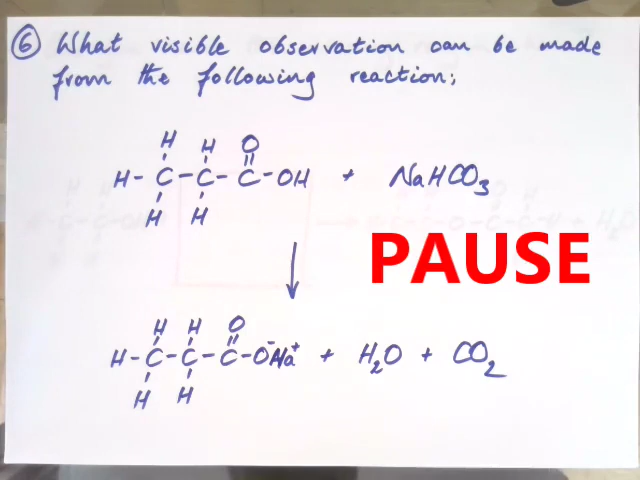 ⑥ What visible observation can be made
from the following reaction;
H H O
H-C-C-C-OH + NaHCO₃
H H
PAUSE
↓
H H O
H-C-C-C-O⁻Na⁺ + H₂O + CO₂
H H